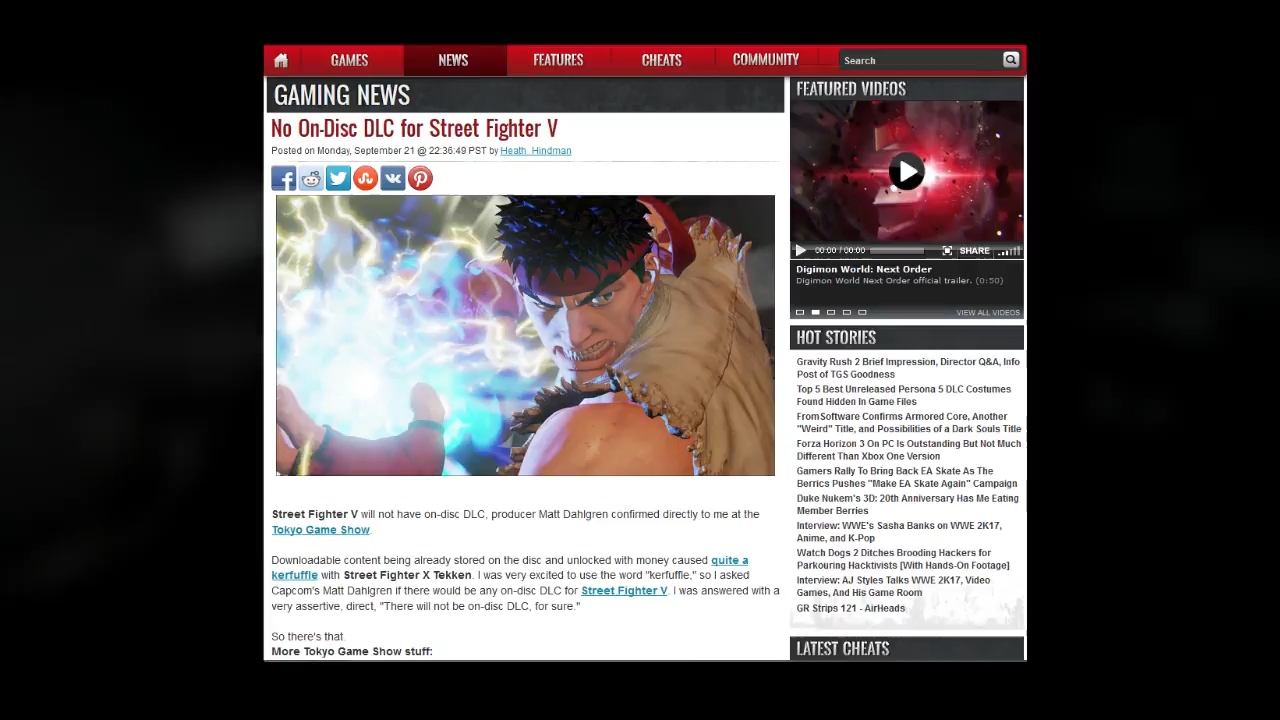 GAMES NEWS FEATURES CHEATS COMMUNITY Search
GAMING NEWS
No On-Disc DLC for Street Fighter V
Posted on Monday, September 21 @ 22:36:49 PST by Heath_Hindman
Street Fighter V will not have on-disc DLC, producer Matt Dahlgren confirmed directly to me at the
Tokyo Game Show.
Downloadable content being already stored on the disc and unlocked with money caused quite a
kerfuffle with Street Fighter X Tekken. I was very excited to use the word "kerfuffle," so I asked
Capcom's Matt Dahlgren if there would be any on-disc DLC for Street Fighter V. I was answered with a
very assertive, direct, "There will not be on-disc DLC, for sure."
So there's that.
More Tokyo Game Show stuff:
FEATURED VIDEOS
00:00 / 00:00 SHARE
Digimon World: Next Order
Digimon World Next Order official trailer. (0:50)
VIEW ALL VIDEOS
HOT STORIES
Gravity Rush 2 Brief Impression, Director Q&A, Info
Post of TGS Goodness
Top 5 Best Unreleased Persona 5 DLC Costumes
Found Hidden In Game Files
FromSoftware Confirms Armored Core, Another
"Weird" Title, and Possibilities of a Dark Souls Title
Forza Horizon 3 On PC Is Outstanding But Not Much
Different Than Xbox One Version
Gamers Rally To Bring Back EA Skate As The
Berrics Pushes "Make EA Skate Again" Campaign
Duke Nukem's 3D: 20th Anniversary Has Me Eating
Member Berries
Interview: WWE's Sasha Banks on WWE 2K17,
Anime, and K-Pop
Watch Dogs 2 Ditches Brooding Hackers for
Parkouring Hacktivists [With Hands-On Footage]
Interview: AJ Styles Talks WWE 2K17, Video
Games, And His Game Room
GR Strips 121 - AirHeads
LATEST CHEATS